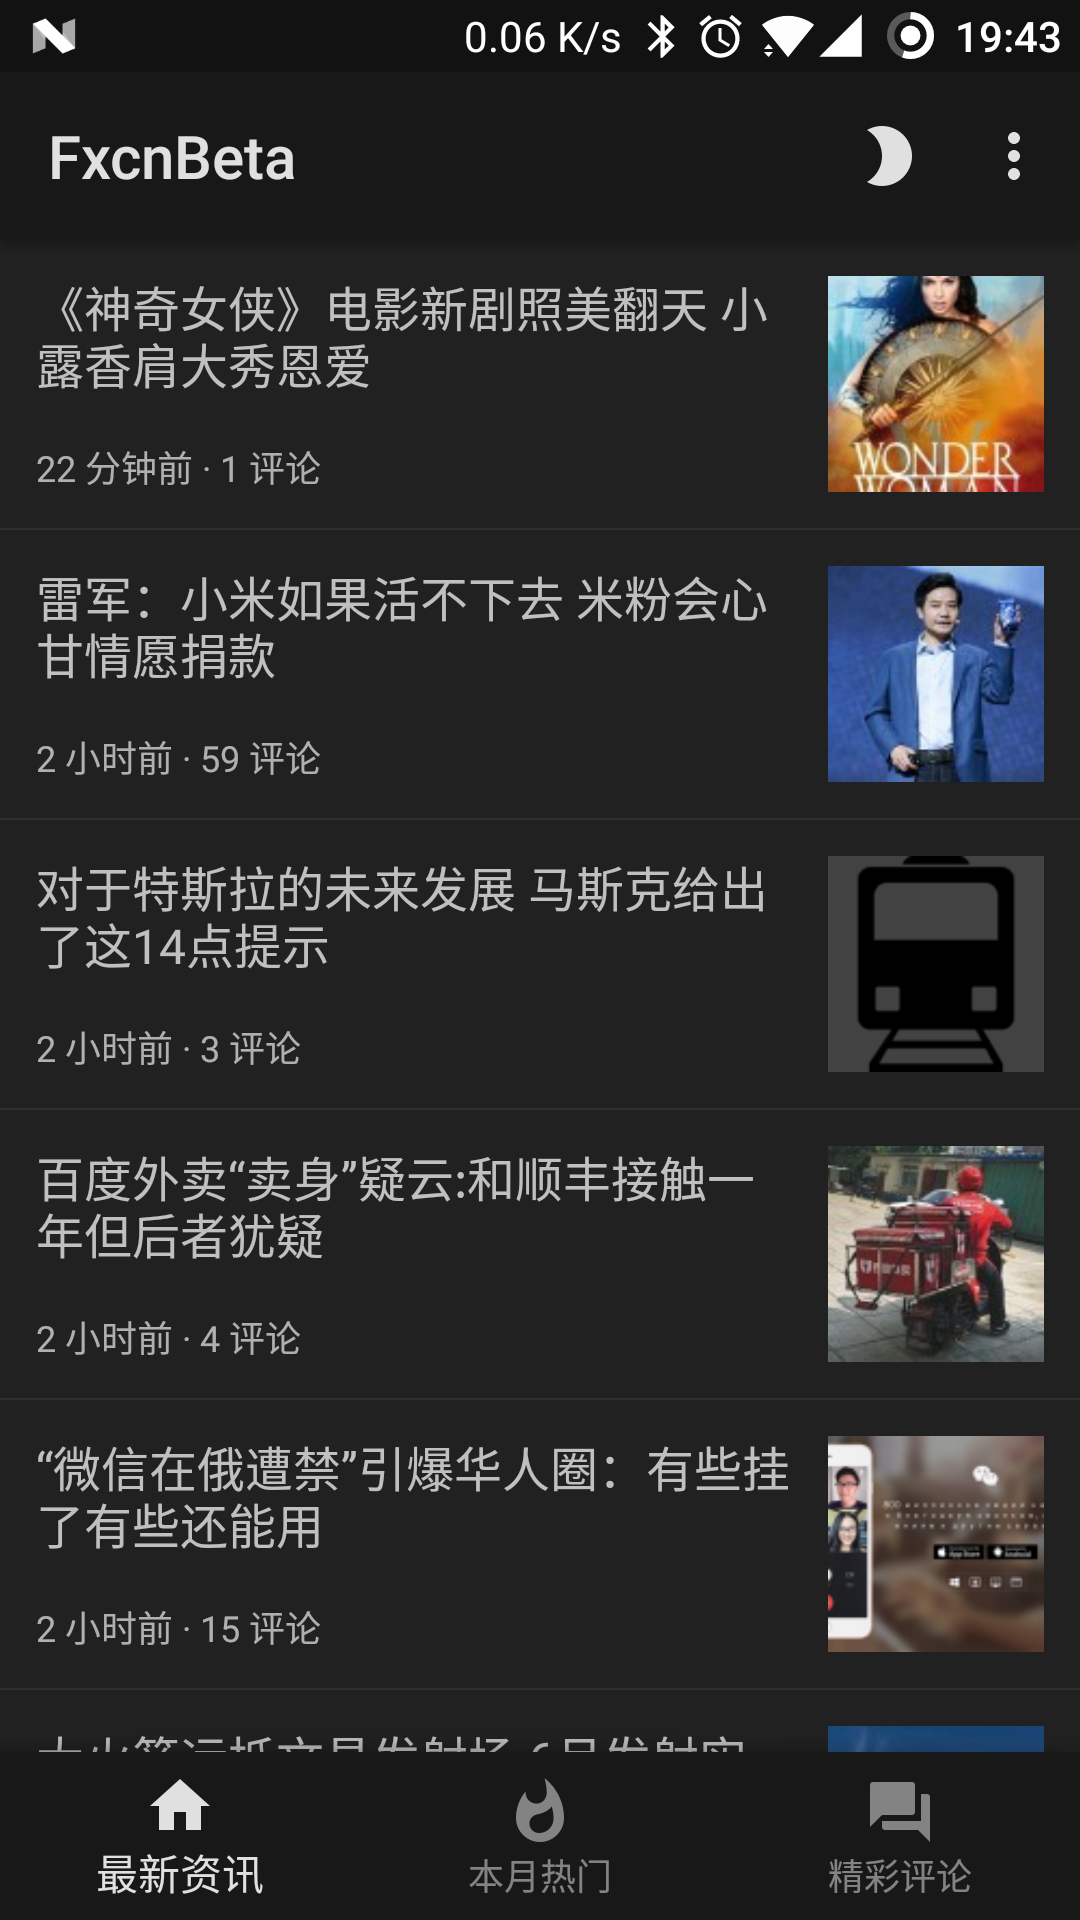 0.06 K/s
19:43
FxcnBeta
《神奇女侠》电影新剧照美翻天 小
露香肩大秀恩爱
22 分钟前 · 1 评论
WONDER
WOMAN
雷军：小米如果活不下去 米粉会心
甘情愿捐款
2 小时前 · 59 评论
对于特斯拉的未来发展 马斯克给出
了这14点提示
2 小时前 · 3 评论
百度外卖“卖身”疑云:和顺丰接触一
年但后者犹疑
2 小时前 · 4 评论
“微信在俄遭禁”引爆华人圈：有些挂
了有些还能用
2 小时前 · 15 评论
App Store
Android
最新资讯
本月热门
精彩评论